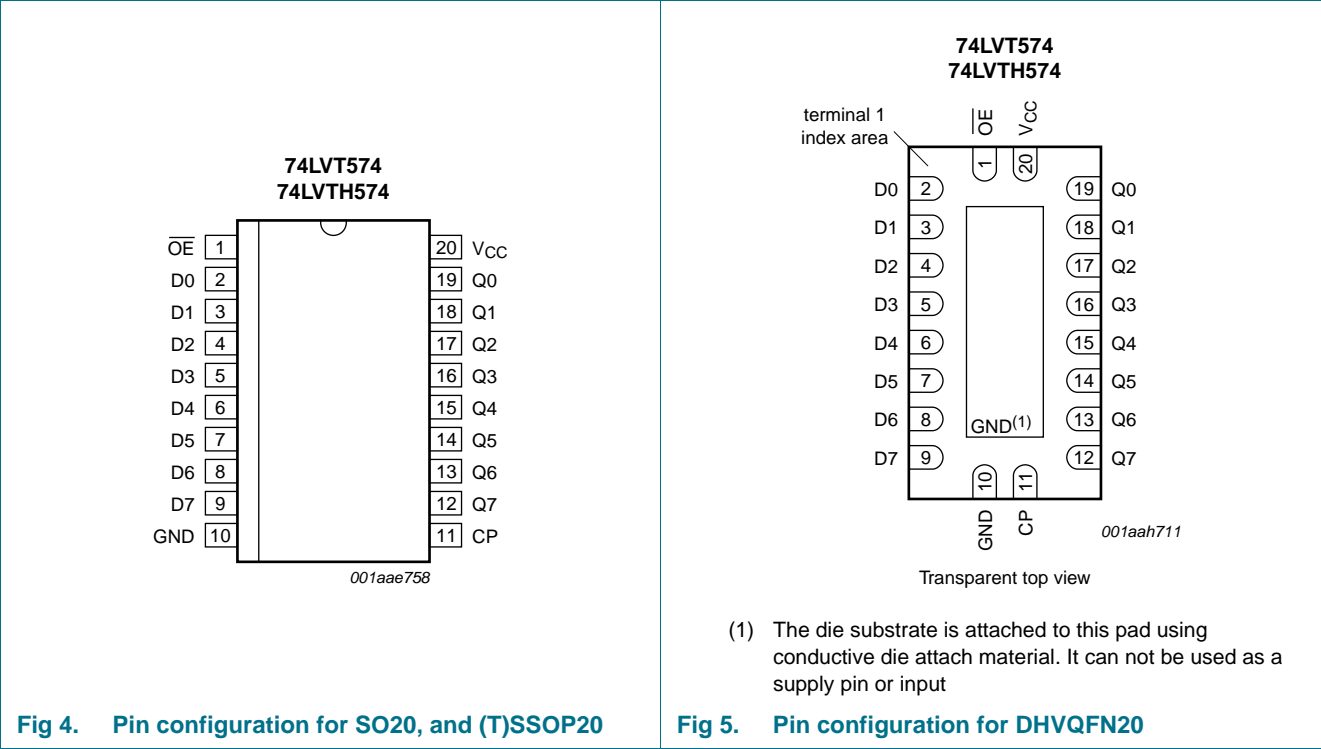 74LVT574
74LVTH574
OE 1 20 VCC
D0 2 19 Q0
D1 3 18 Q1
D2 4 17 Q2
D3 5 16 Q3
D4 6 15 Q4
D5 7 14 Q5
D6 8 13 Q6
D7 9 12 Q7
GND 10 11 CP
001aae758
Fig 4. Pin configuration for SO20, and (T)SSOP20
74LVT574
74LVTH574
terminal 1
index area
OE VCC
1 20
D0 2 19 Q0
D1 3 18 Q1
D2 4 17 Q2
D3 5 16 Q3
D4 6 15 Q4
D5 7 14 Q5
D6 8 GND(1) 13 Q6
D7 9 12 Q7
10 11
GND CP
001aah711
Transparent top view
(1) The die substrate is attached to this pad using
conductive die attach material. It can not be used as a
supply pin or input
Fig 5. Pin configuration for DHVQFN20